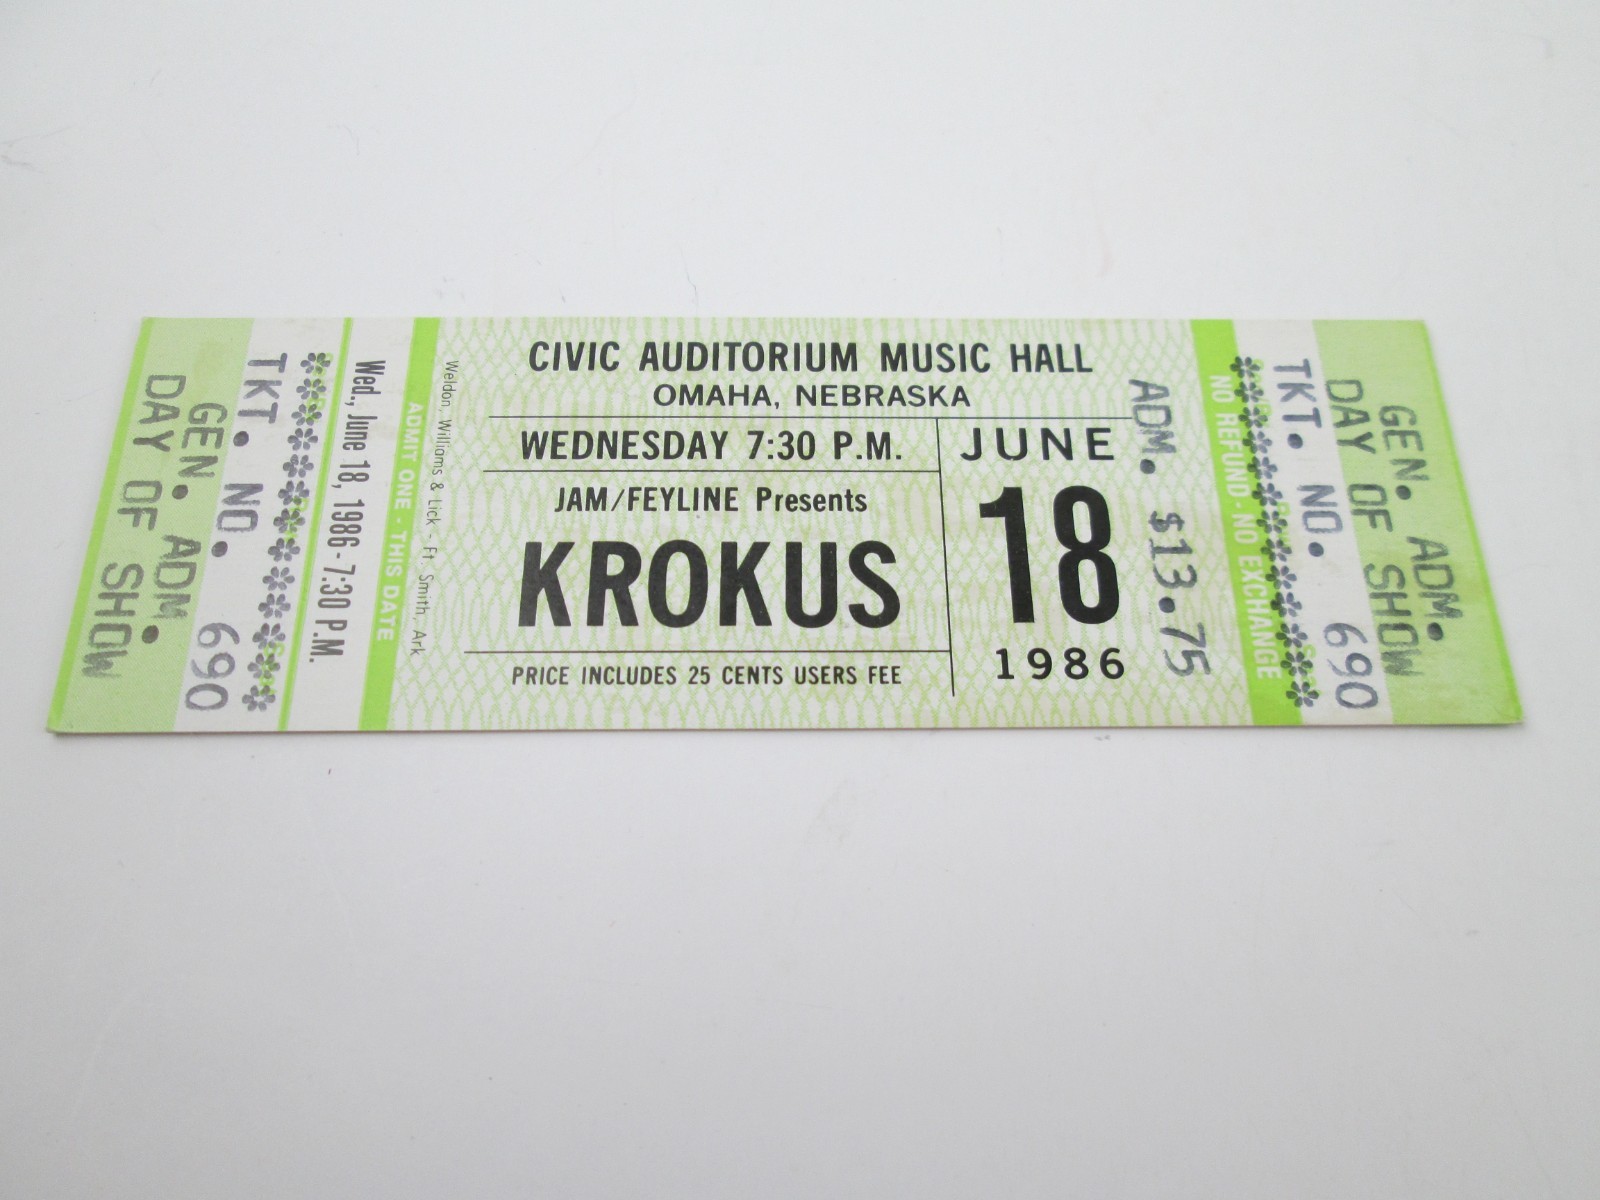 GEN. ADM.
DAY OF SHOW
TKT. NO. 690
Wed., June 18, 1986 - 7:30 P.M.
ADMIT ONE - THIS DATE
Weldon, Williams & Lick - Ft. Smith, Ark.
CIVIC AUDITORIUM MUSIC HALL
OMAHA, NEBRASKA
WEDNESDAY 7:30 P.M.
JAM/FEYLINE Presents
KROKUS
PRICE INCLUDES 25 CENTS USERS FEE
JUNE
18
1986
ADM. $13.75
NO REFUND - NO EXCHANGE
TKT. NO. 690
GEN. ADM.
DAY OF SHOW